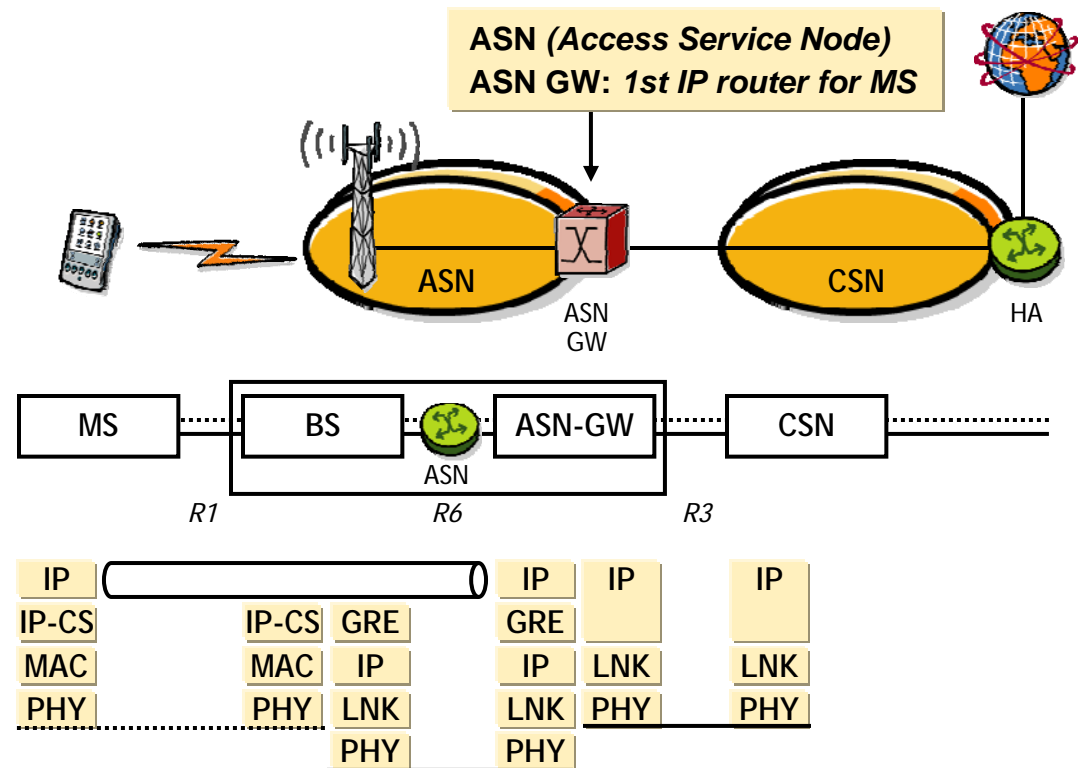 ASN (Access Service Node)
ASN GW: 1st IP router for MS
ASN
ASN
GW
CSN
HA
MS
BS
ASN
ASN-GW
CSN
R1
R6
R3
IP
IP
IP
IP
IP-CS
IP-CS
GRE
GRE
MAC
MAC
IP
IP
LNK
LNK
PHY
PHY
LNK
LNK
PHY
PHY
PHY
PHY